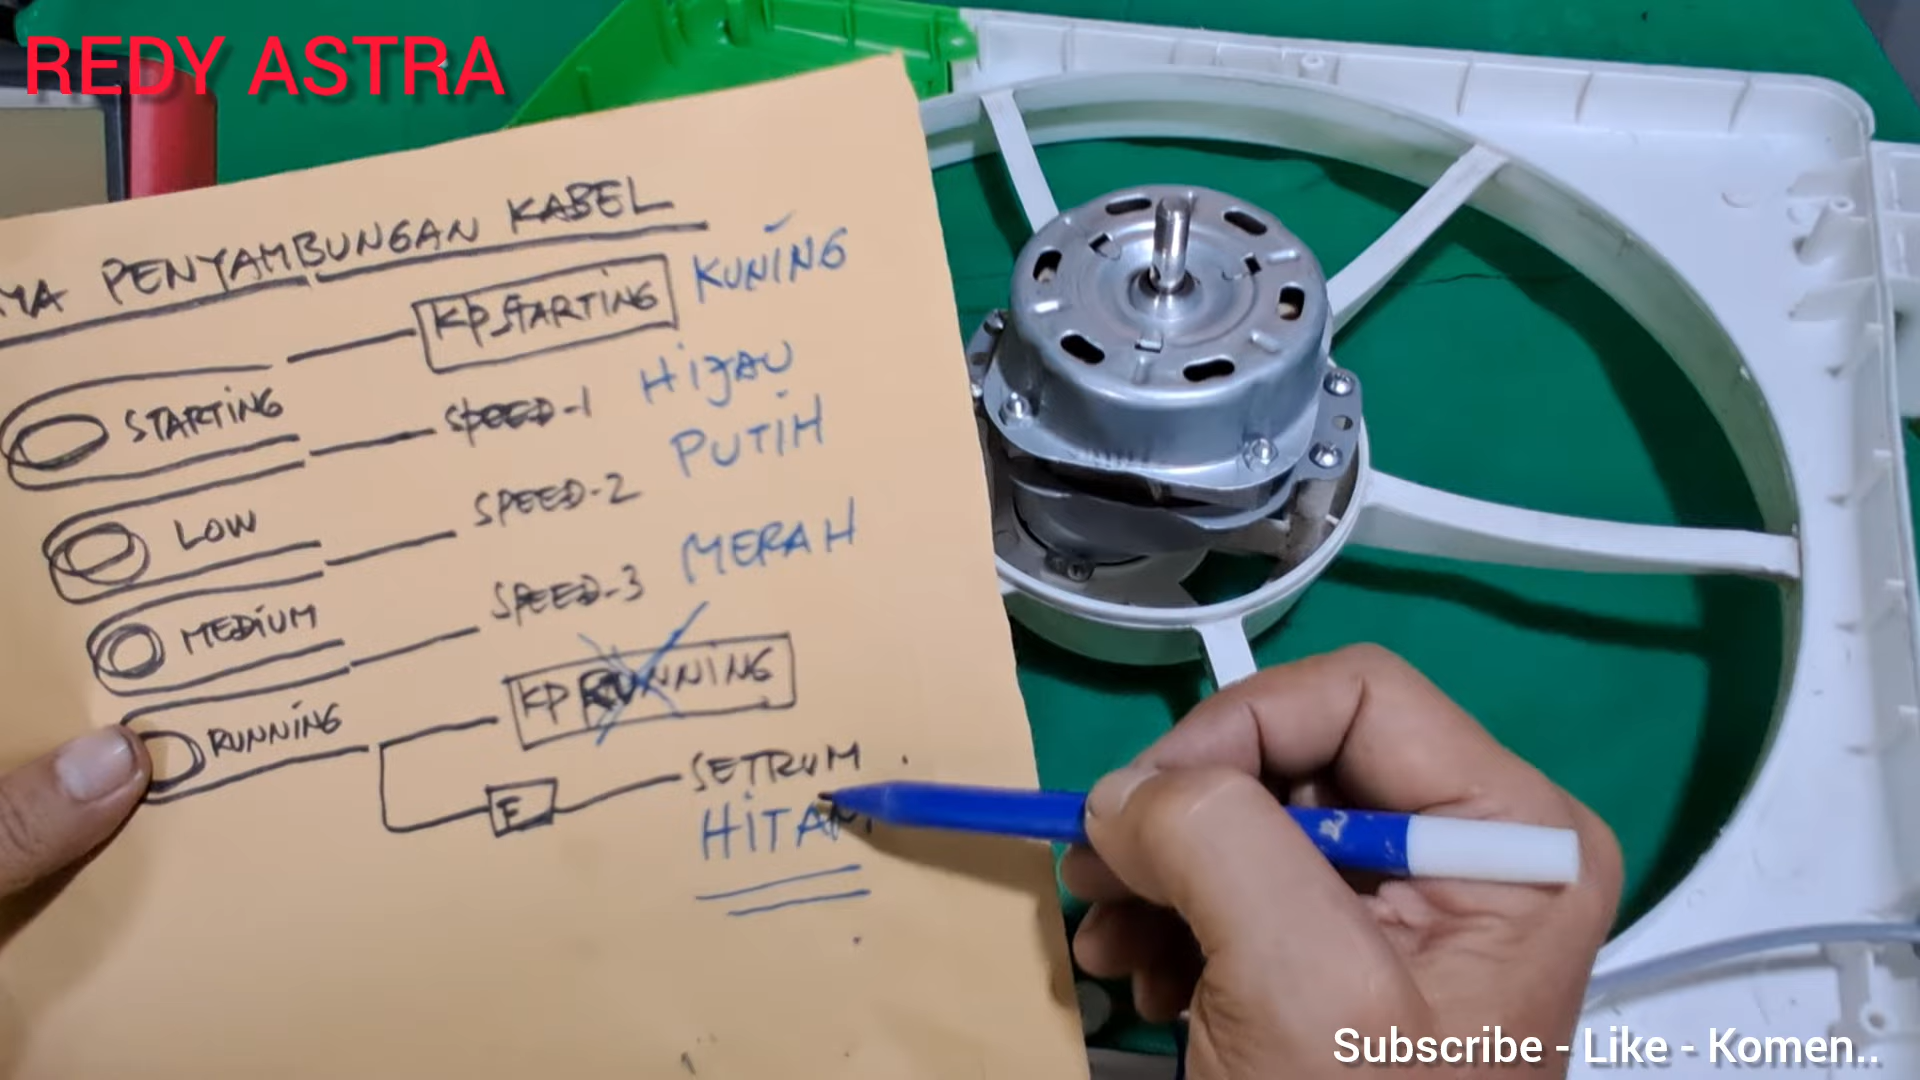 REDY ASTRA
PENYAMBUNGAN KABEL
KP STARTING KUNING
STARTING SPEED-1 HIJAU
LOW SPEED-2 PUTIH
MEDIUM SPEED-3 MERAH
RUNNING KP RUNNING
F SETRUM
Subscribe - Like - Komen..